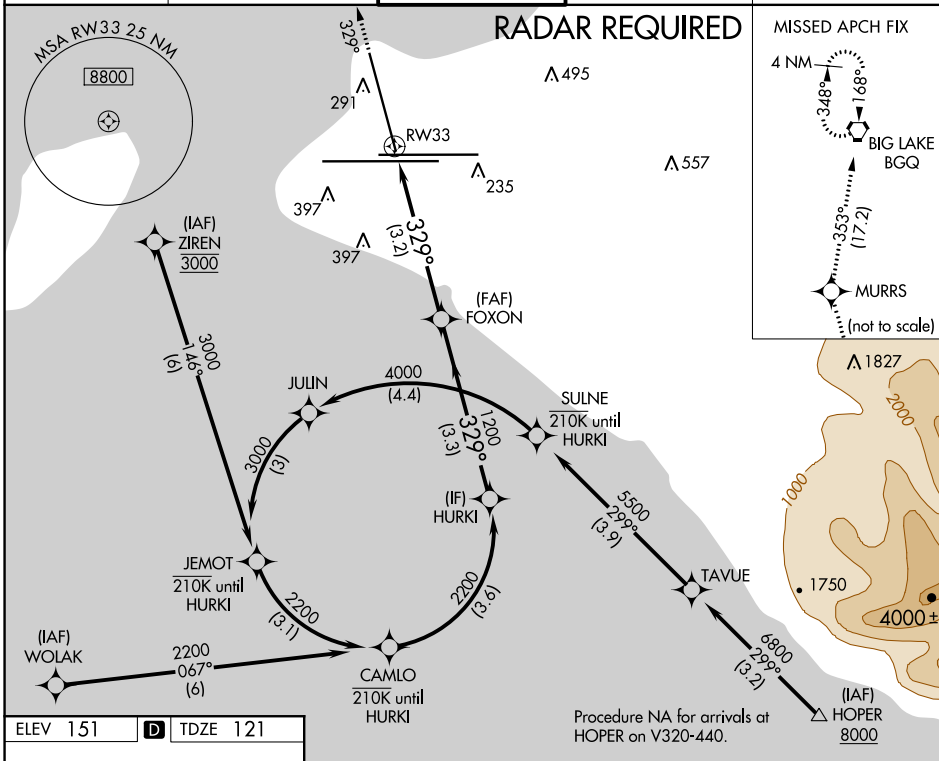 RADAR REQUIRED
MSA RW33 25 NM
8800
329°
291
495
RW33
235
557
397
397
329°
(3.2)
MISSED APCH FIX
4 NM
348°
168°
BIG LAKE
BGQ
353°
(17.2)
MURRS
(not to scale)
(IAF)
ZIREN
3000
3000
146°
(6)
(FAF)
FOXON
JULIN
4000
(4.4)
1200
329°
(3.3)
SULNE
210K until
HURKI
3000
(3)
(IF)
HURKI
5500
299°
(3.9)
JEMOT
210K until
HURKI
2200
(3.1)
2200
(3.6)
TAVUE
1827
2000
1000
1750
4000 ±
(IAF)
WOLAK
2200
067°
(6)
CAMLO
210K until
HURKI
6800
299°
(3.2)
(IAF)
HOPER
8000
Procedure NA for arrivals at
HOPER on V320-440.
ELEV 151 D TDZE 121